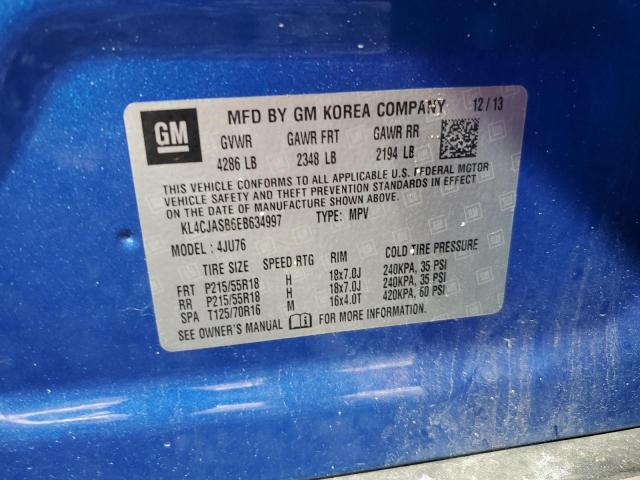 GM MFD BY GM KOREA COMPANY 12/13
GVWR GAWR FRT GAWR RR
4286 LB 2348 LB 2194 LB
THIS VEHICLE CONFORMS TO ALL APPLICABLE U.S. FEDERAL MOTOR
VEHICLE SAFETY AND THEFT PREVENTION STANDARDS IN EFFECT
ON THE DATE OF MANUFACTURE SHOWN ABOVE.
KL4CJASB6EB634997 TYPE: MPV
MODEL: 4JU76
TIRE SIZE SPEED RTG RIM COLD TIRE PRESSURE
FRT P215/55R18 H 18x7.0J 240KPA, 35 PSI
RR P215/55R18 H 18x7.0J 240KPA, 35 PSI
SPA T125/70R16 M 16x4.0T 420KPA, 60 PSI
SEE OWNER'S MANUAL FOR MORE INFORMATION.